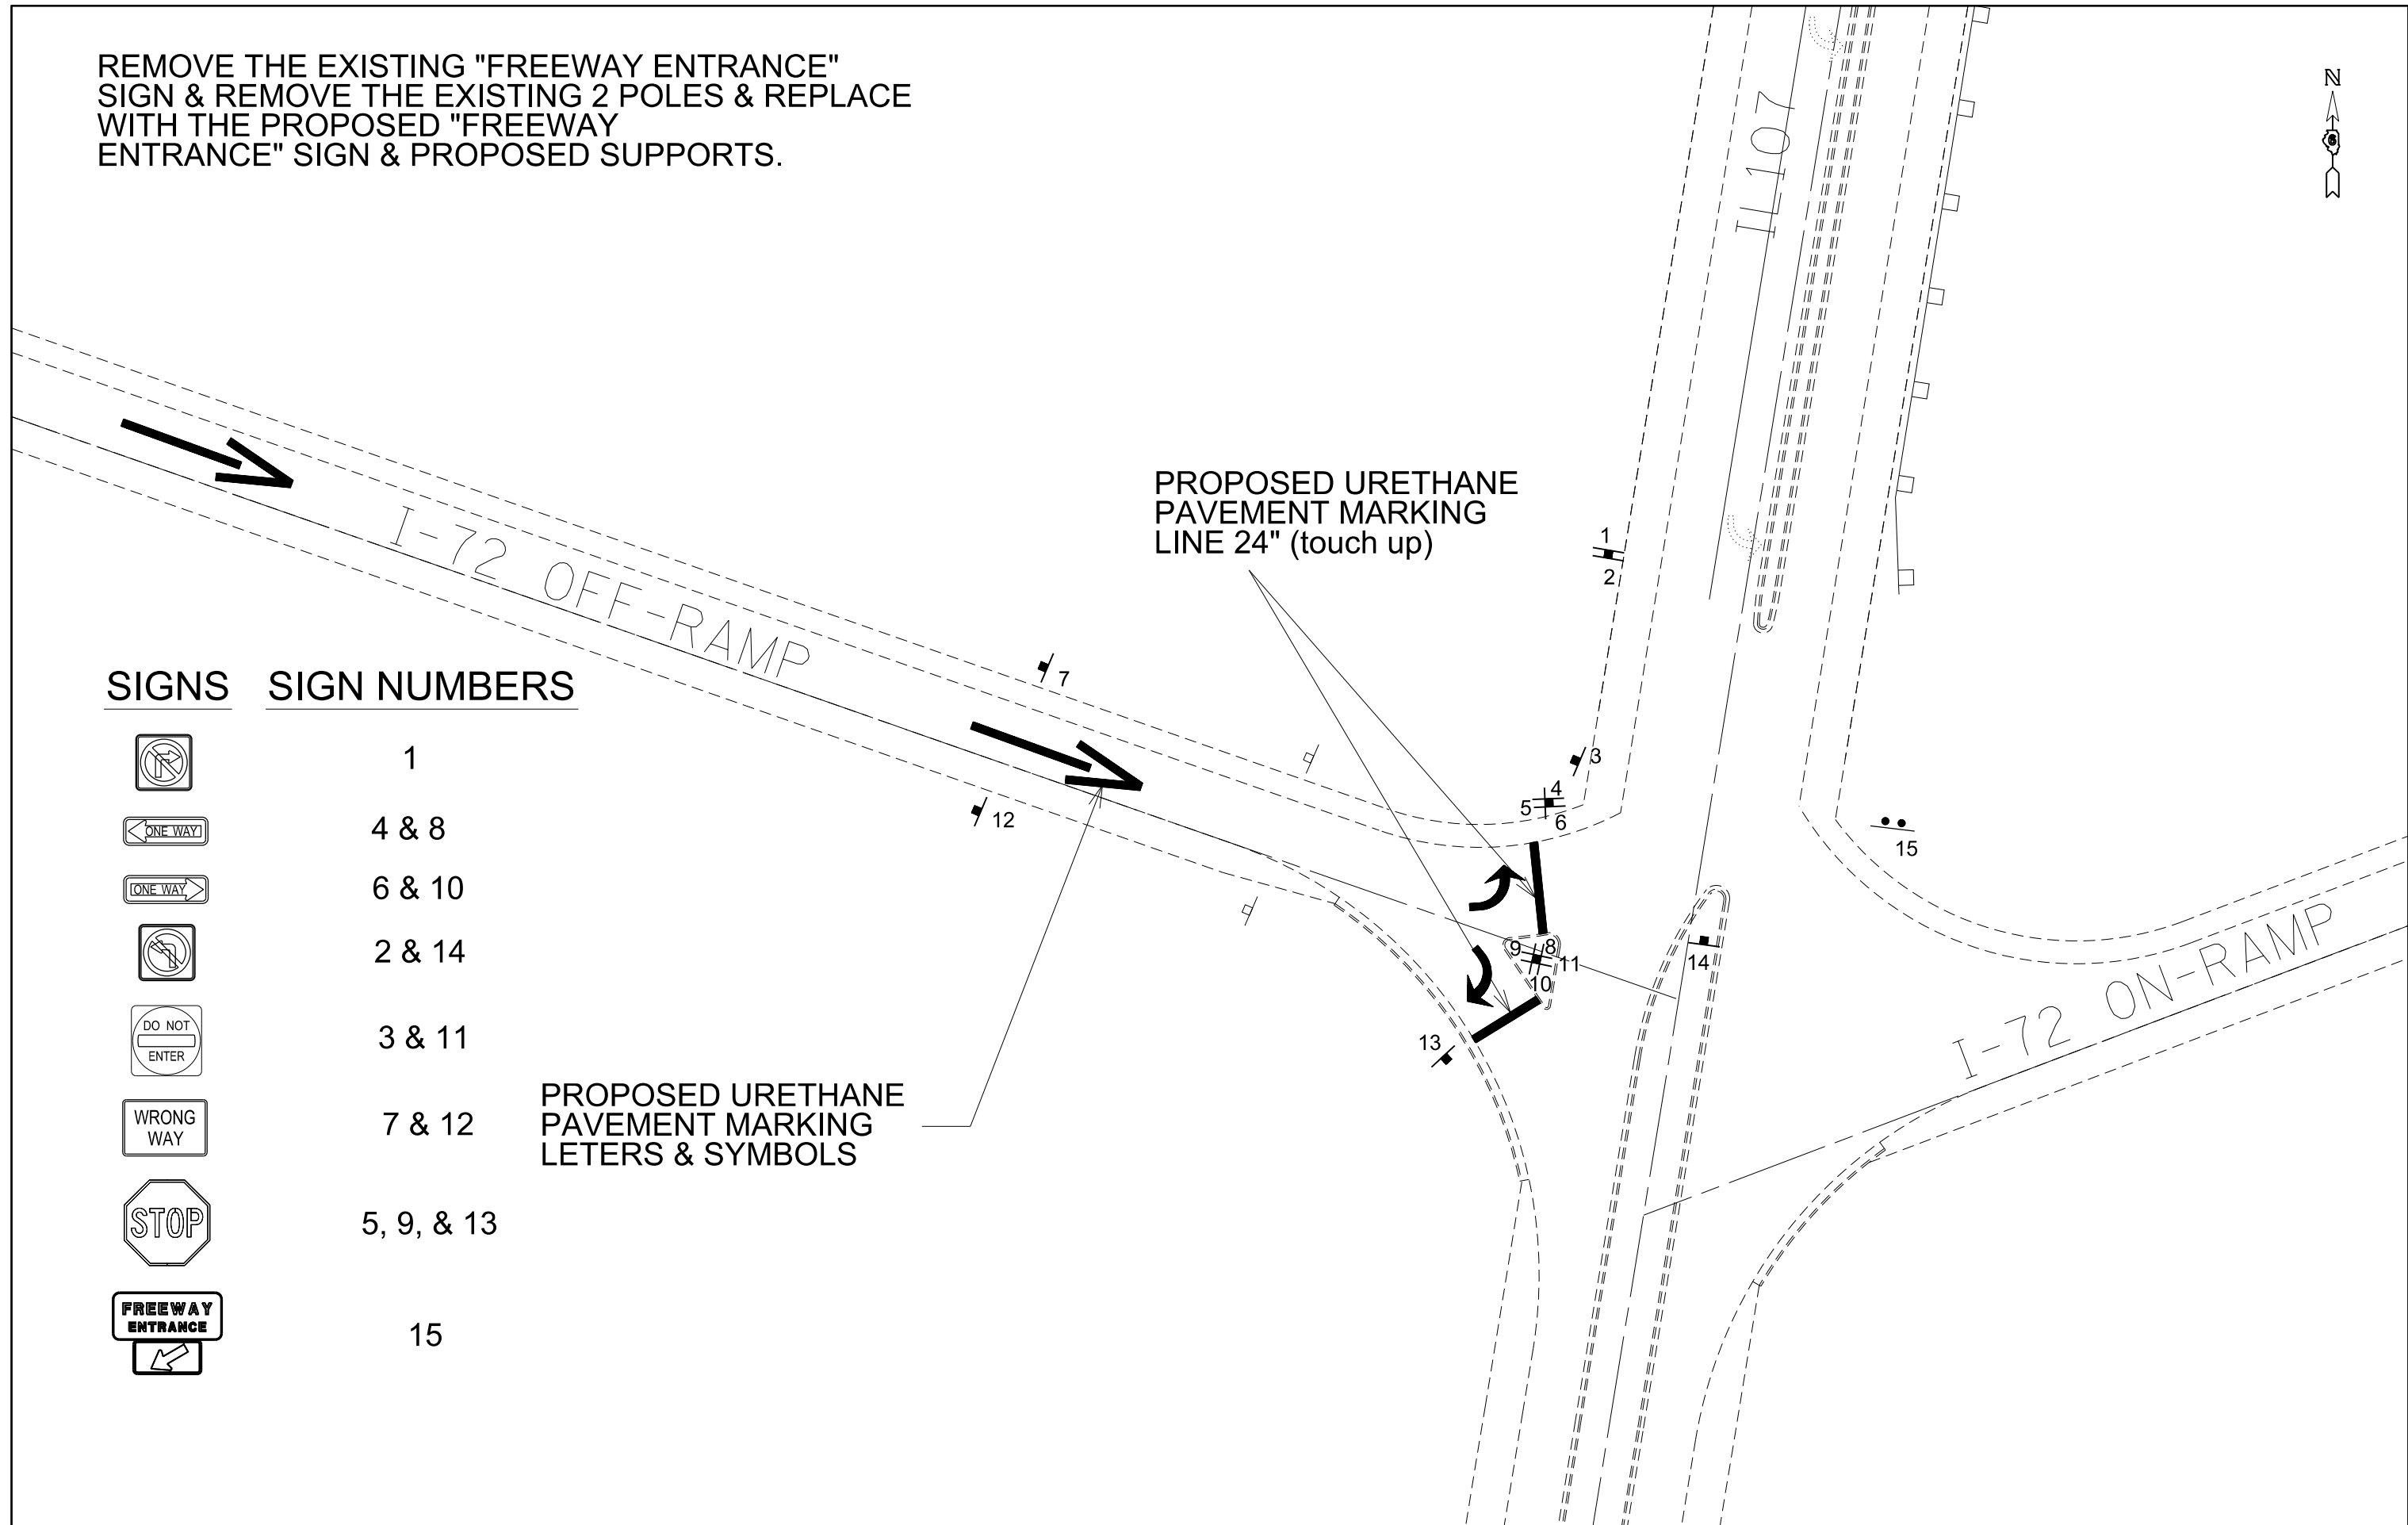 REMOVE THE EXISTING "FREEWAY ENTRANCE"
SIGN & REMOVE THE EXISTING 2 POLES & REPLACE
WITH THE PROPOSED "FREEWAY
ENTRANCE" SIGN & PROPOSED SUPPORTS.
N
6
IL 107
PROPOSED URETHANE
PAVEMENT MARKING
LINE 24" (touch up)
1
2
I-72 OFF-RAMP
7
12
3
4
5
6
15
9
8
11
10
14
13
I-72 ON-RAMP
SIGNS SIGN NUMBERS
1
ONE WAY 4 & 8
ONE WAY 6 & 10
2 & 14
DO NOT
ENTER
3 & 11
WRONG
WAY
7 & 12
STOP 5, 9, & 13
FREEWAY
ENTRANCE
15
PROPOSED URETHANE
PAVEMENT MARKING
LETERS & SYMBOLS